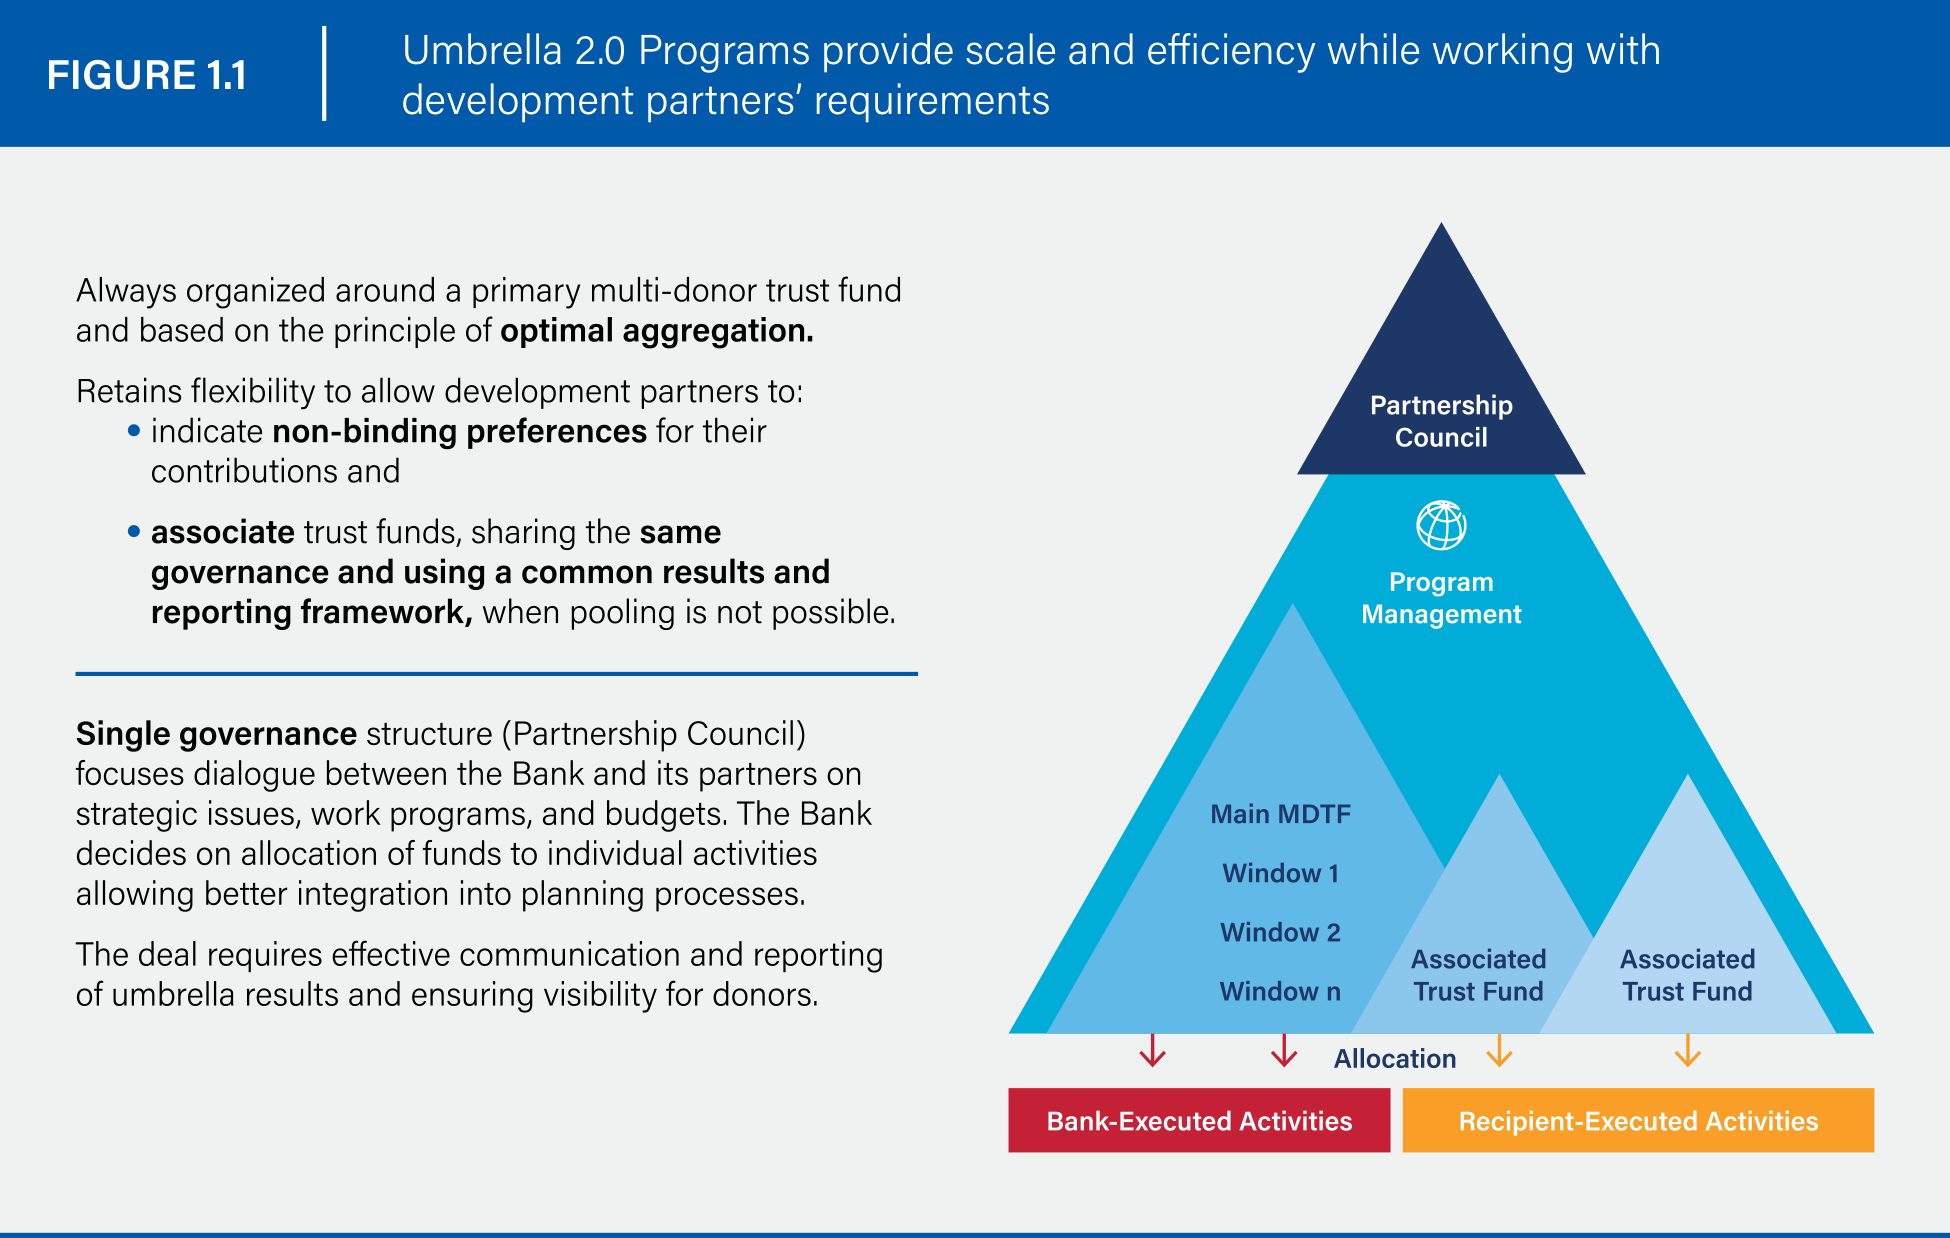 FIGURE 1.1
Umbrella 2.0 Programs provide scale and efficiency while working with
development partners’ requirements
Always organized around a primary multi-donor trust fund
and based on the principle of optimal aggregation.
Retains flexibility to allow development partners to:
• indicate non-binding preferences for their
contributions and
• associate trust funds, sharing the same
governance and using a common results and
reporting framework, when pooling is not possible.
Single governance structure (Partnership Council)
focuses dialogue between the Bank and its partners on
strategic issues, work programs, and budgets. The Bank
decides on allocation of funds to individual activities
allowing better integration into planning processes.
The deal requires effective communication and reporting
of umbrella results and ensuring visibility for donors.
Partnership
Council
Program
Management
Main MDTF
Window 1
Window 2
Window n
Associated
Trust Fund
Associated
Trust Fund
Allocation
Bank-Executed Activities
Recipient-Executed Activities